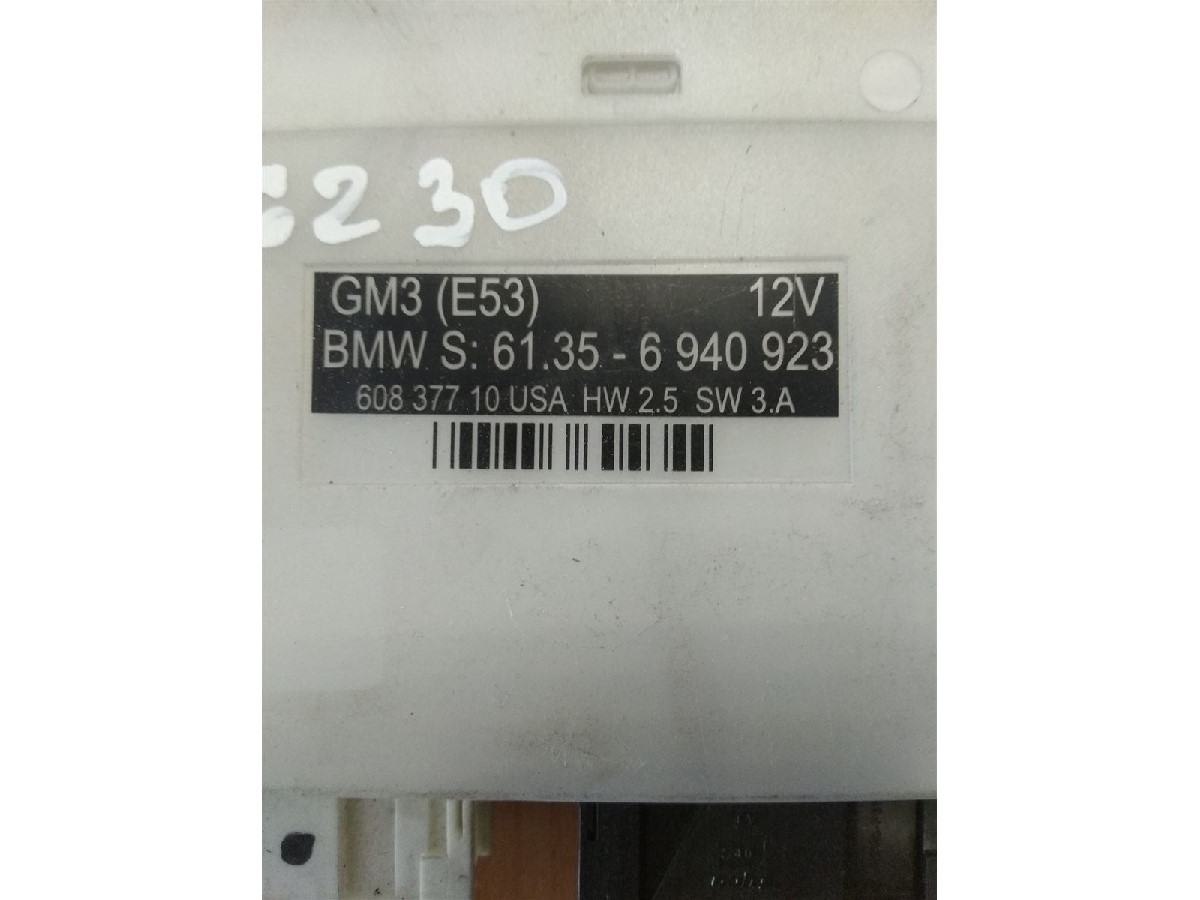 230
GM3 (E53) 12V
BMW S: 61.35 - 6 940 923
608 377 10 USA HW 2.5 SW 3.A